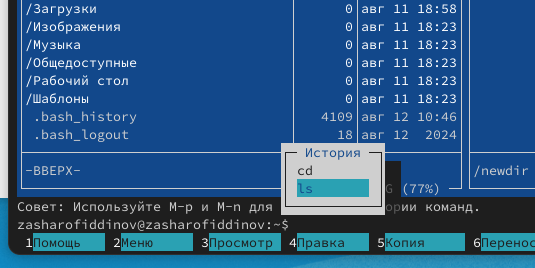 /Загрузки 0 авг 11 18:58
/Изображения 0 авг 11 18:23
/Музыка 0 авг 11 18:23
/Общедоступные 0 авг 11 18:23
/Рабочий стол 0 авг 11 18:23
/Шаблоны 0 авг 11 18:23
.bash_history 4109 авг 12 10:46
.bash_logout 18 авг 12 2024
История
-ВВЕРХ- cd /newdir
ls G (77%)
Совет: Используйте M-p и M-n для ории команд.
zasharofiddinov@zasharofiddinov:~$
1Помощь 2Меню 3Просмотр 4Правка 5Копия 6Перенос